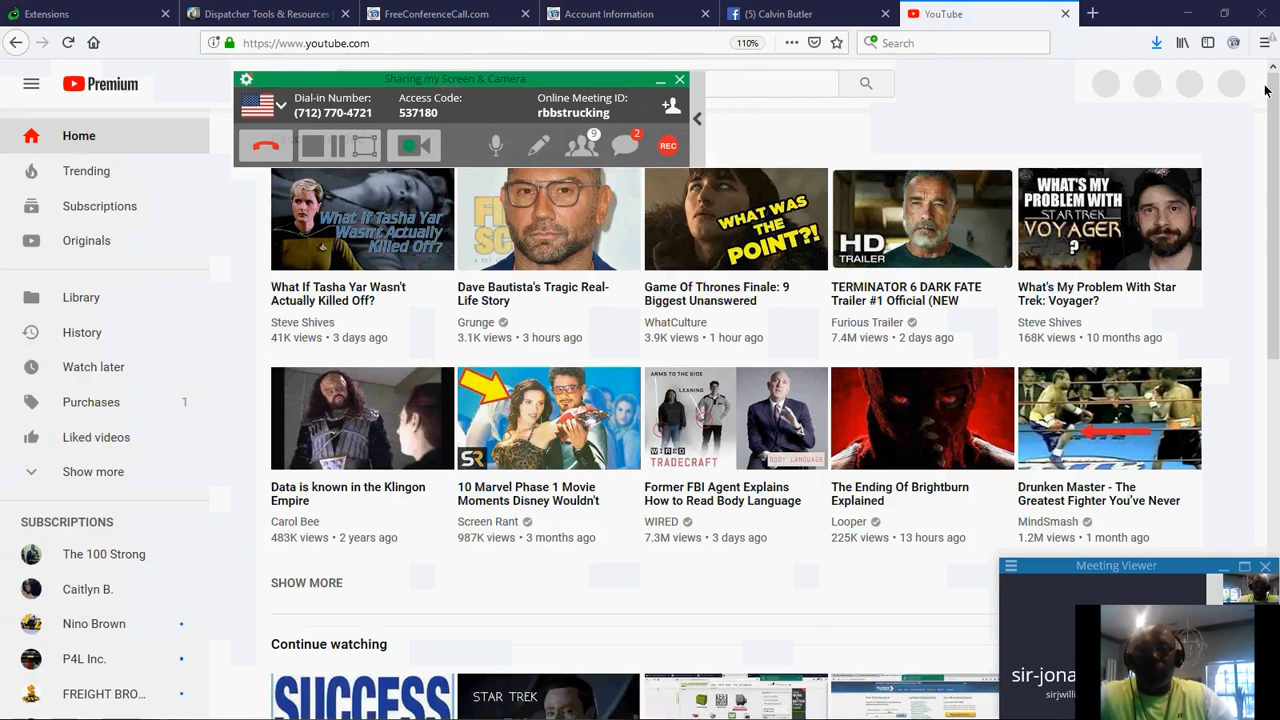 Extensions
Dispatcher Tools & Resources
FreeConferenceCall.com
Account Information
(5) Calvin Butler
YouTube
https://www.youtube.com
110%
Search
Premium
Sharing my Screen & Camera
Dial-in Number:
(712) 770-4721
Access Code:
537180
Online Meeting ID:
rbbstrucking
9
2
REC
Home
Trending
Subscriptions
Originals
Library
History
Watch later
Purchases 1
Liked videos
Show more
SUBSCRIPTIONS
The 100 Strong
Caitlyn B.
Nino Brown
P4L Inc.
FREIGHT BRO...
What If Tasha Yar
Wasn't Actually
Killed Off?
WHAT WAS
THE
POINT?!
HD
TRAILER
WHAT'S MY
PROBLEM WITH
STAR TREK
VOYAGER
?
What If Tasha Yar Wasn't
Actually Killed Off?
Steve Shives
41K views • 3 days ago
Dave Bautista's Tragic Real-
Life Story
Grunge
3.1K views • 3 hours ago
Game Of Thrones Finale: 9
Biggest Unanswered
WhatCulture
3.9K views • 1 hour ago
TERMINATOR 6 DARK FATE
Trailer #1 Official (NEW
Furious Trailer
7.4M views • 2 days ago
What's My Problem With Star
Trek: Voyager?
Steve Shives
168K views • 10 months ago
SR
ARMS TO THE SIDE
LEANING
WIRED
TRADECRAFT
BODY LANGUAGE
Data is known in the Klingon
Empire
Carol Bee
483K views • 2 years ago
10 Marvel Phase 1 Movie
Moments Disney Wouldn't
Screen Rant
987K views • 3 months ago
Former FBI Agent Explains
How to Read Body Language
WIRED
7.3M views • 3 days ago
The Ending Of Brightburn
Explained
Looper
225K views • 13 hours ago
Drunken Master - The
Greatest Fighter You've Never
MindSmash
1.2M views • 1 month ago
SHOW MORE
Continue watching
SUCCESS
STAR TREK
Meeting Viewer
sir-jona
sirjwilli